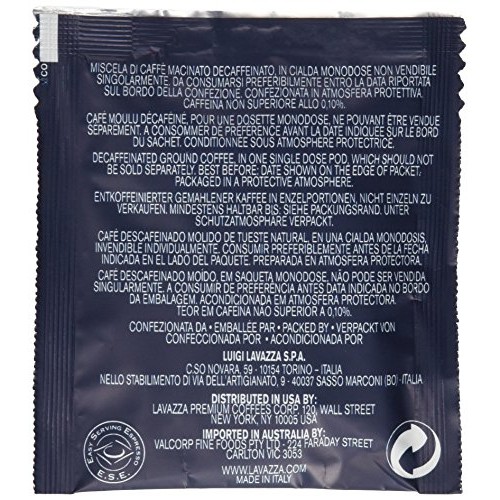 CO
MISCELA DI CAFFÈ MACINATO DECAFFEINATO, IN CIALDA MONODOSE NON VENDIBILE
SINGOLARMENTE. DA CONSUMARSI PREFERIBILMENTE ENTRO LA DATA RIPORTATA
SUL BORDO DELLA CONFEZIONE. CONFEZIONATA IN ATMOSFERA PROTETTIVA.
CAFFEINA NON SUPERIORE ALLO 0,10%.
CAFÉ MOULU DÉCAFÉINÉ, POUR UNE DOSETTE MONODOSE, NE POUVANT ÊTRE VENDUE
SÉPAREMENT. A CONSOMMER DE PRÉFÉRENCE AVANT LA DATE INDIQUÉE SUR LE BORD
DU SACHET. CONDITIONNÉE SOUS ATMOSPHÈRE PROTECTRICE.
DECAFFEINATED GROUND COFFEE, IN ONE SINGLE DOSE POD, WHICH SHOULD NOT
BE SOLD SEPARATELY. BEST BEFORE: DATE SHOWN ON THE EDGE OF PACKET.
PACKAGED IN A PROTECTIVE ATMOSPHERE.
ENTKOFFEINIERTER GEMAHLENER KAFFEE IN EINZELPORTIONEN. NICHT EINZELN ZU
VERKAUFEN. MINDESTENS HALTBAR BIS: SIEHE PACKUNGSRAND. UNTER
SCHUTZATMOSPHÄRE VERPACKT.
CAFÉ DESCAFEINADO MOLIDO DE TUESTE NATURAL, EN UNA CIALDA MONODOSIS,
INVENDIBLE INDIVIDUALMENTE. CONSUMIR PREFERIBLEMENTE ANTES DE LA FECHA
INDICADA EN EL LADO DEL PAQUETE. PREPARADA EN ATMOSFERA PROTECTORA.
CAFÉ DESCAFEINADO MOÍDO, EM SAQUETA MONODOSE. NÃO PODE SER VENDIDA
SINGULARMENTE. A CONSUMIR DE PREFERÊNCIA ANTES DATA INDICADA NO BORDO
DA EMBALAGEM. ACONDICIONADA EM ATMOSFERA PROTETORA.
TEOR EM CAFEÍNA NÃO SUPERIOR A 0,10%.
CONFEZIONATA DA • EMBALLÉE PAR • PACKED BY • VERPACKT VON
CONFECCIONADA POR • ACONDICIONADA POR
LUIGI LAVAZZA S.P.A.
C.SO NOVARA, 59 - 10154 TORINO - ITALIA
NELLO STABILIMENTO DI VIA DELL'ARTIGIANATO, 9 - 40037 SASSO MARCONI (BO) - ITALIA
DISTRIBUTED IN USA BY:
LAVAZZA PREMIUM COFFEES CORP. 120, WALL STREET
NEW YORK, N.Y. 10005 - USA
IMPORTED IN AUSTRALIA BY:
VALCORP FINE FOODS PTY LTD - 224 FARADAY STREET
CARLTON VIC 3053
WWW.LAVAZZA.COM
MADE IN ITALY
EASY SERVING ESPRESSO
E.S.E.